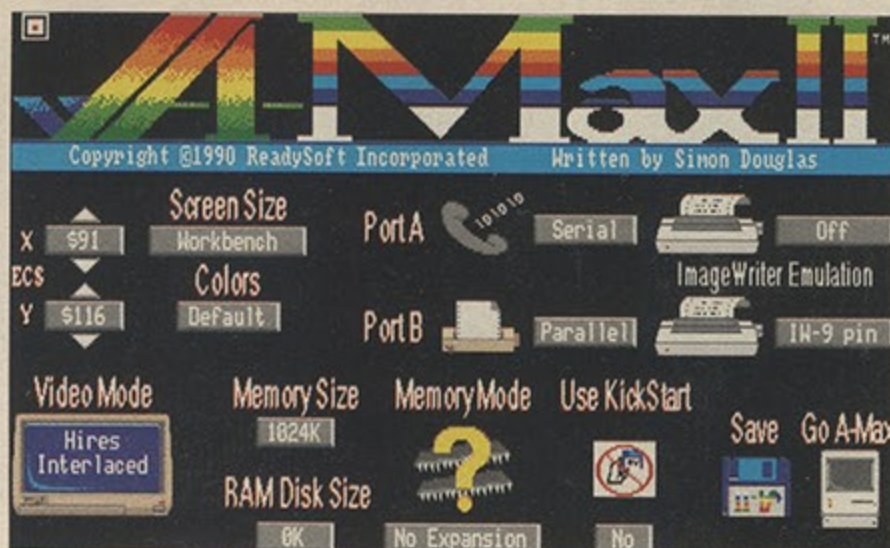 A-Max II ™
Copyright ©1990 ReadySoft Incorporated Written by Simon Douglas
Screen Size
X $91 Workbench
ECS
Colors
Y $116 Default
Port A 101010 Serial Off
ImageWriter Emulation
Port B Parallel IW-9 pin
Video Mode
Hires
Interlaced
Memory Size
1024K
RAM Disk Size
0K
Memory Mode
?
No Expansion
Use KickStart
No
Save
Go A-Max